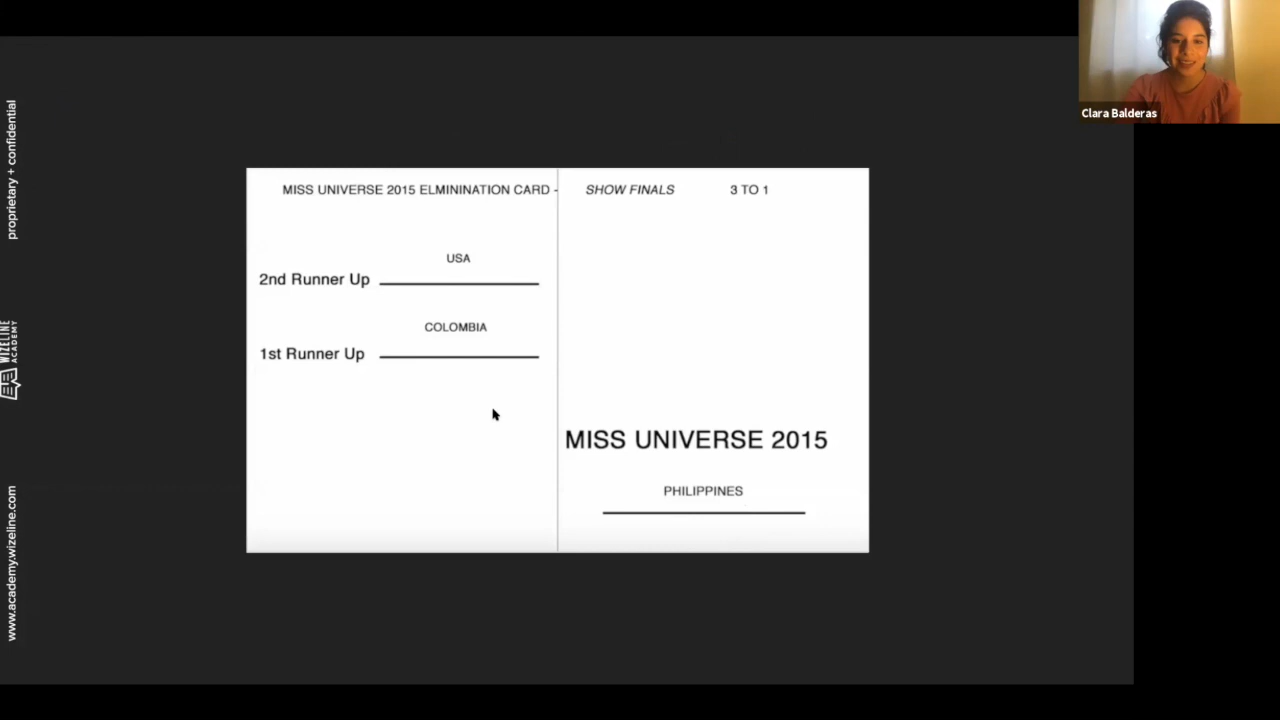 MISS UNIVERSE 2015 ELMINATION CARD - SHOW FINALS 3 TO 1
USA
2nd Runner Up
COLOMBIA
1st Runner Up
MISS UNIVERSE 2015
PHILIPPINES
Clara Balderas
proprietary + confidential
WIZELINE
ACADEMY
www.academy.wizeline.com